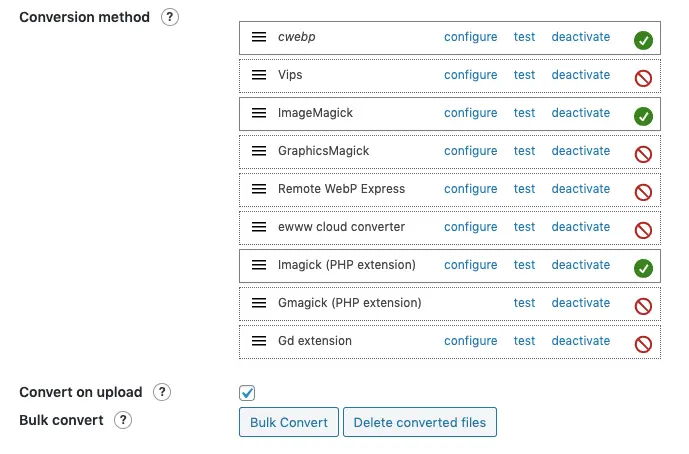 Conversion method ?
cwebp configure test deactivate
Vips configure test deactivate
ImageMagick configure test deactivate
GraphicsMagick configure test deactivate
Remote WebP Express configure test deactivate
ewww cloud converter configure test deactivate
Imagick (PHP extension) configure test deactivate
Gmagick (PHP extension) test deactivate
Gd extension configure test deactivate
Convert on upload ?
Bulk convert ? Bulk Convert Delete converted files